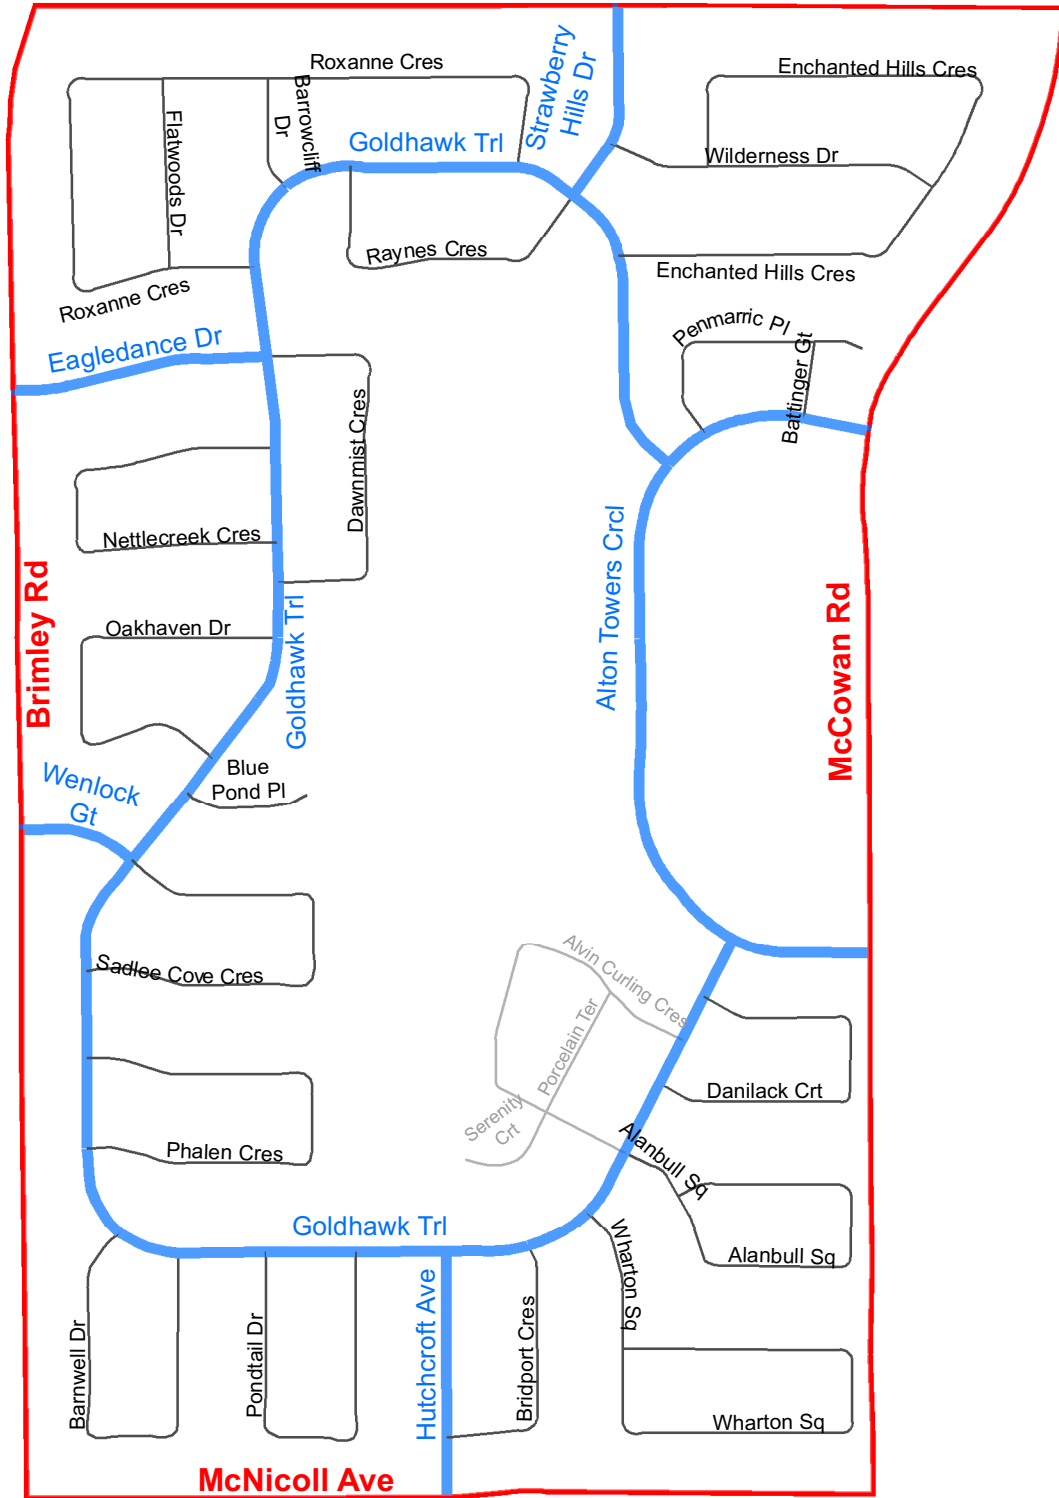 Roxanne Cres
Strawberry
Hills Dr
Enchanted Hills Cres
Flatwoods Dr
Barrowcliff
Dr
Goldhawk Trl
Wilderness Dr
Raynes Cres
Enchanted Hills Cres
Roxanne Cres
Eagledance Dr
Penmarric Pl
Battinger Gt
Dawnmist Cres
Nettlecreek Cres
Alton Towers Crcl
Brimley Rd
Oakhaven Dr
Goldhawk Trl
McCowan Rd
Wenlock
Gt
Blue
Pond Pl
Sadlee Cove Cres
Alvin Curling Cres
Porcelain Ter
Serenity
Crt
Danilack Crt
Phalen Cres
Alanbull Sq
Goldhawk Trl
Wharton Sq
Alanbull Sq
Barnwell Dr
Pondtail Dr
Hutchcroft Ave
Bridport Cres
Wharton Sq
McNicoll Ave